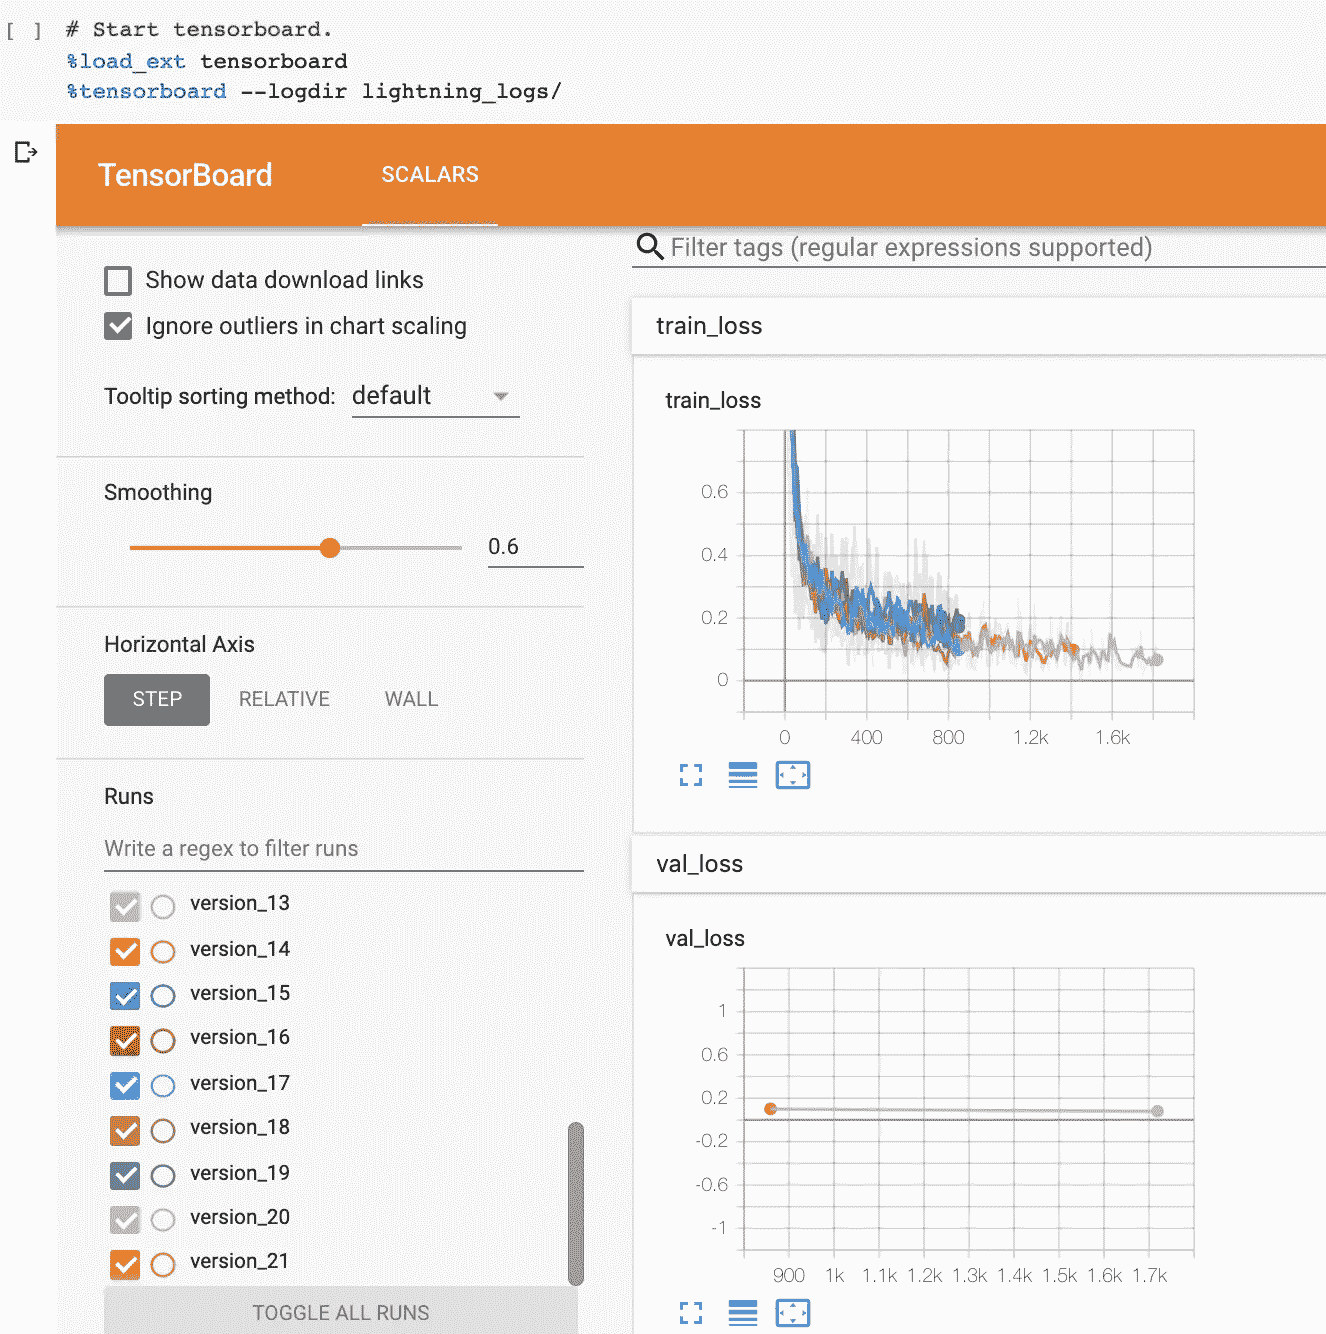 [ ] # Start tensorboard.
%load_ext tensorboard
%tensorboard --logdir lightning_logs/
TensorBoard
SCALARS
Show data download links
Ignore outliers in chart scaling
Tooltip sorting method: default
Smoothing
0.6
Horizontal Axis
STEP RELATIVE WALL
Runs
Write a regex to filter runs
version_13
version_14
version_15
version_16
version_17
version_18
version_19
version_20
version_21
TOGGLE ALL RUNS
Filter tags (regular expressions supported)
train_loss
train_loss
0.6
0.4
0.2
0
0 400 800 1.2k 1.6k
val_loss
val_loss
1
0.6
0.2
-0.2
-0.6
-1
900 1k 1.1k 1.2k 1.3k 1.4k 1.5k 1.6k 1.7k